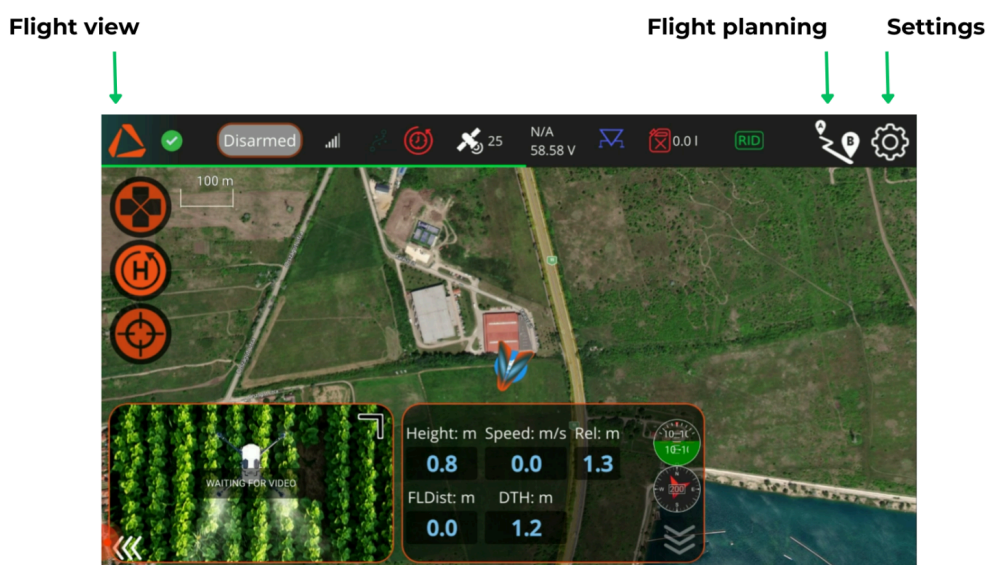 Flight view
Flight planning
Settings
Disarmed
25
N/A
58.58 V
0.0 l
RID
A
B
100 m
H
WAITING FOR VIDEO
Height: m Speed: m/s Rel: m
0.8 0.0 1.3
FLDist: m DTH: m
0.0 1.2
N
W 200 E
S